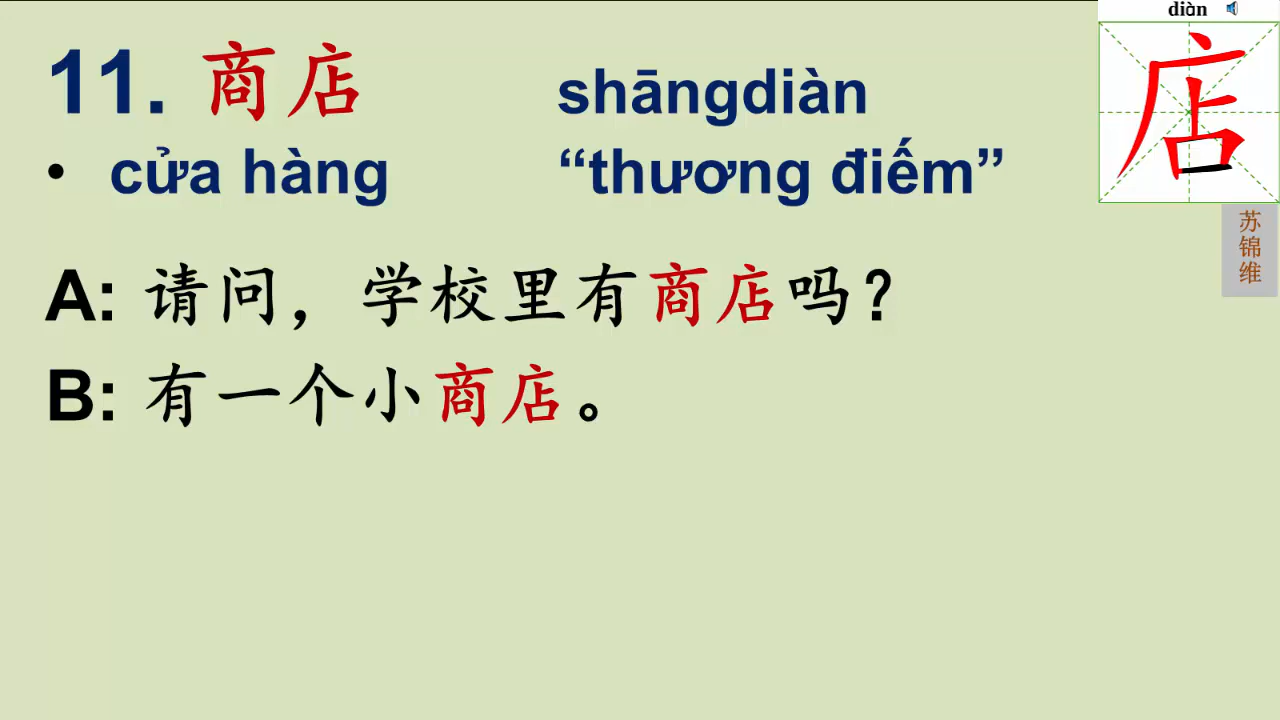 diàn
店
11. 商店 shāngdiàn
• cửa hàng “thương điếm”
苏锦维
A: 请问，学校里有商店吗？
B: 有一个小商店。